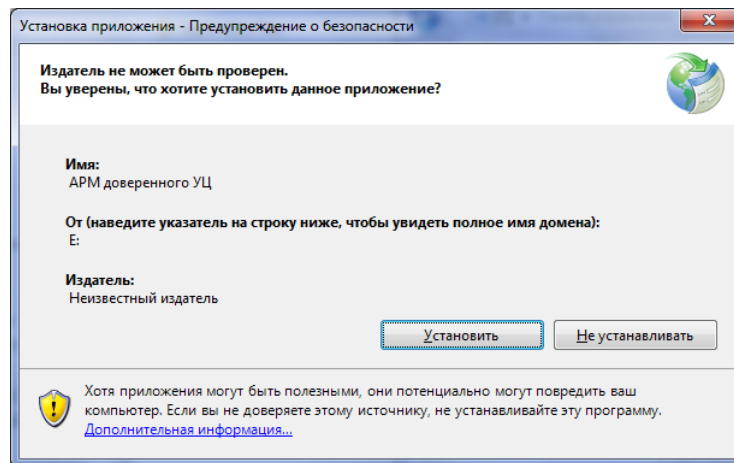 Установка приложения - Предупреждение о безопасности
Издатель не может быть проверен.
Вы уверены, что хотите установить данное приложение?
Имя:
АРМ доверенного УЦ
От (наведите указатель на строку ниже, чтобы увидеть полное имя домена):
E:
Издатель:
Неизвестный издатель
Установить
Не устанавливать
Хотя приложения могут быть полезными, они потенциально могут повредить ваш
компьютер. Если вы не доверяете этому источнику, не устанавливайте эту программу.
Дополнительная информация...